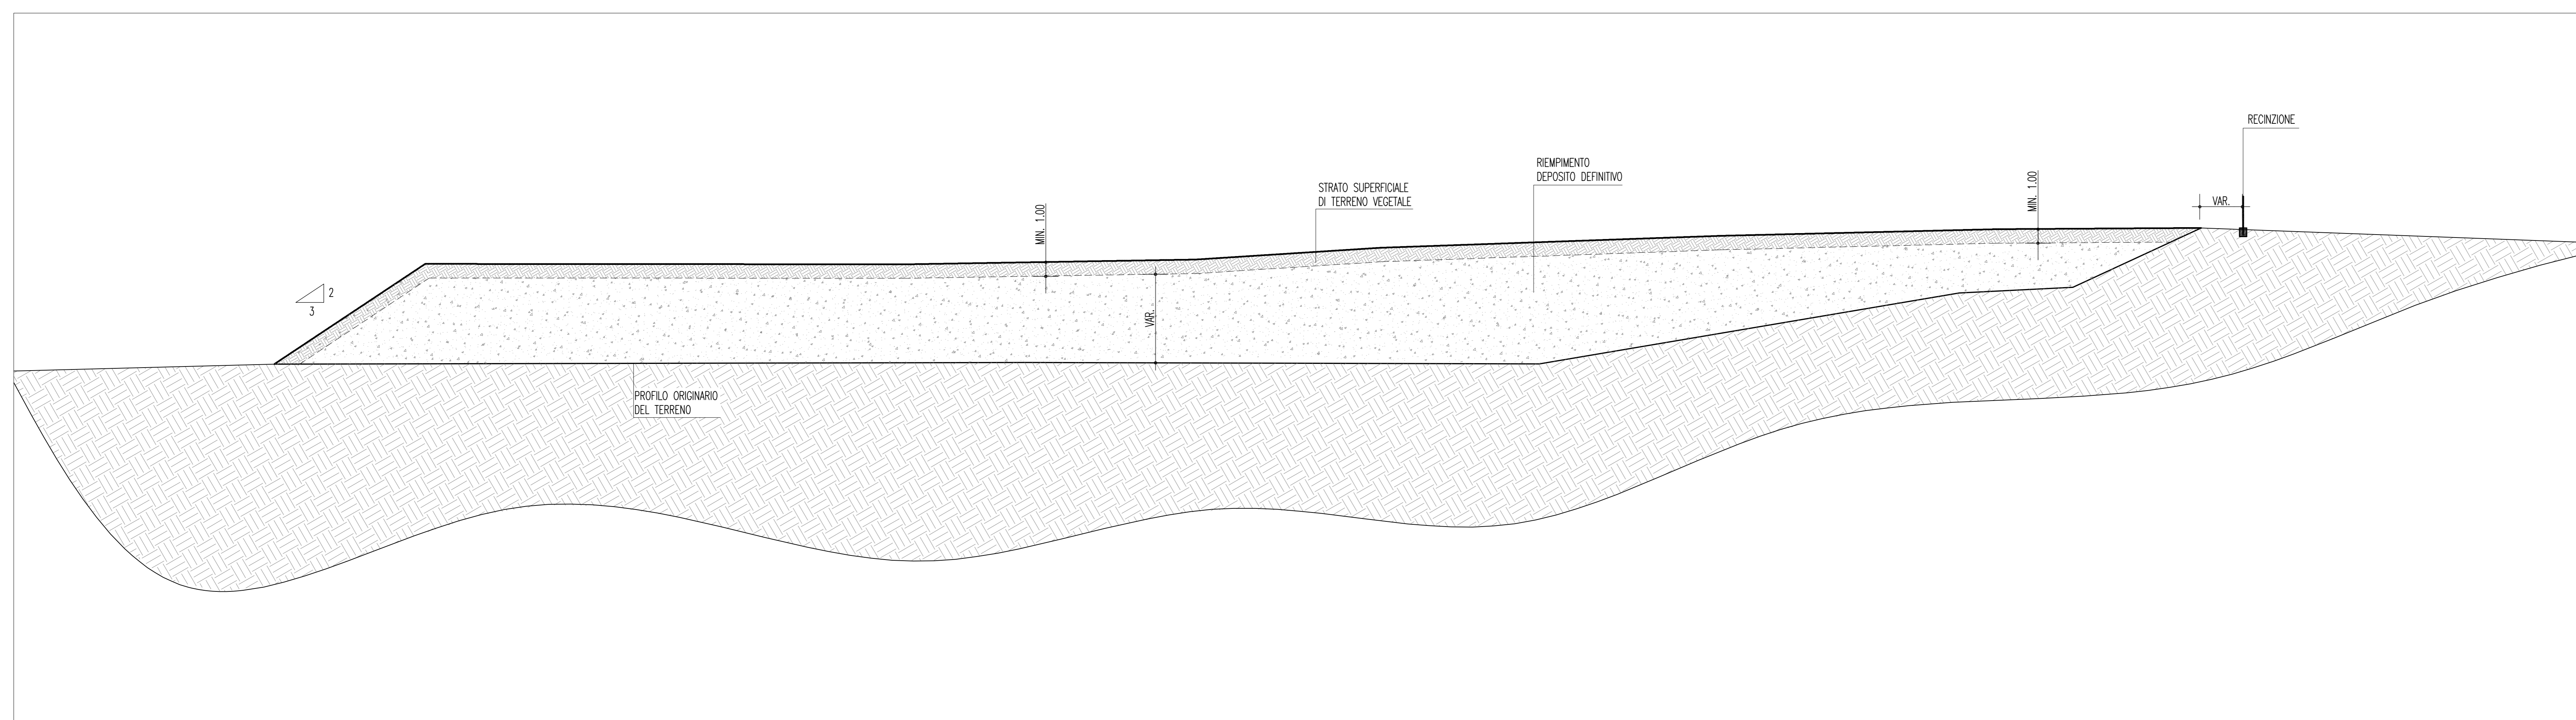 RECINZIONE
RIEMPIMENTO
DEPOSITO DEFINITIVO
STRATO SUPERFICIALE
DI TERRENO VEGETALE
MIN. 1.00
MIN. 1.00
VAR.
2
3
VAR.
PROFILO ORIGINARIO
DEL TERRENO